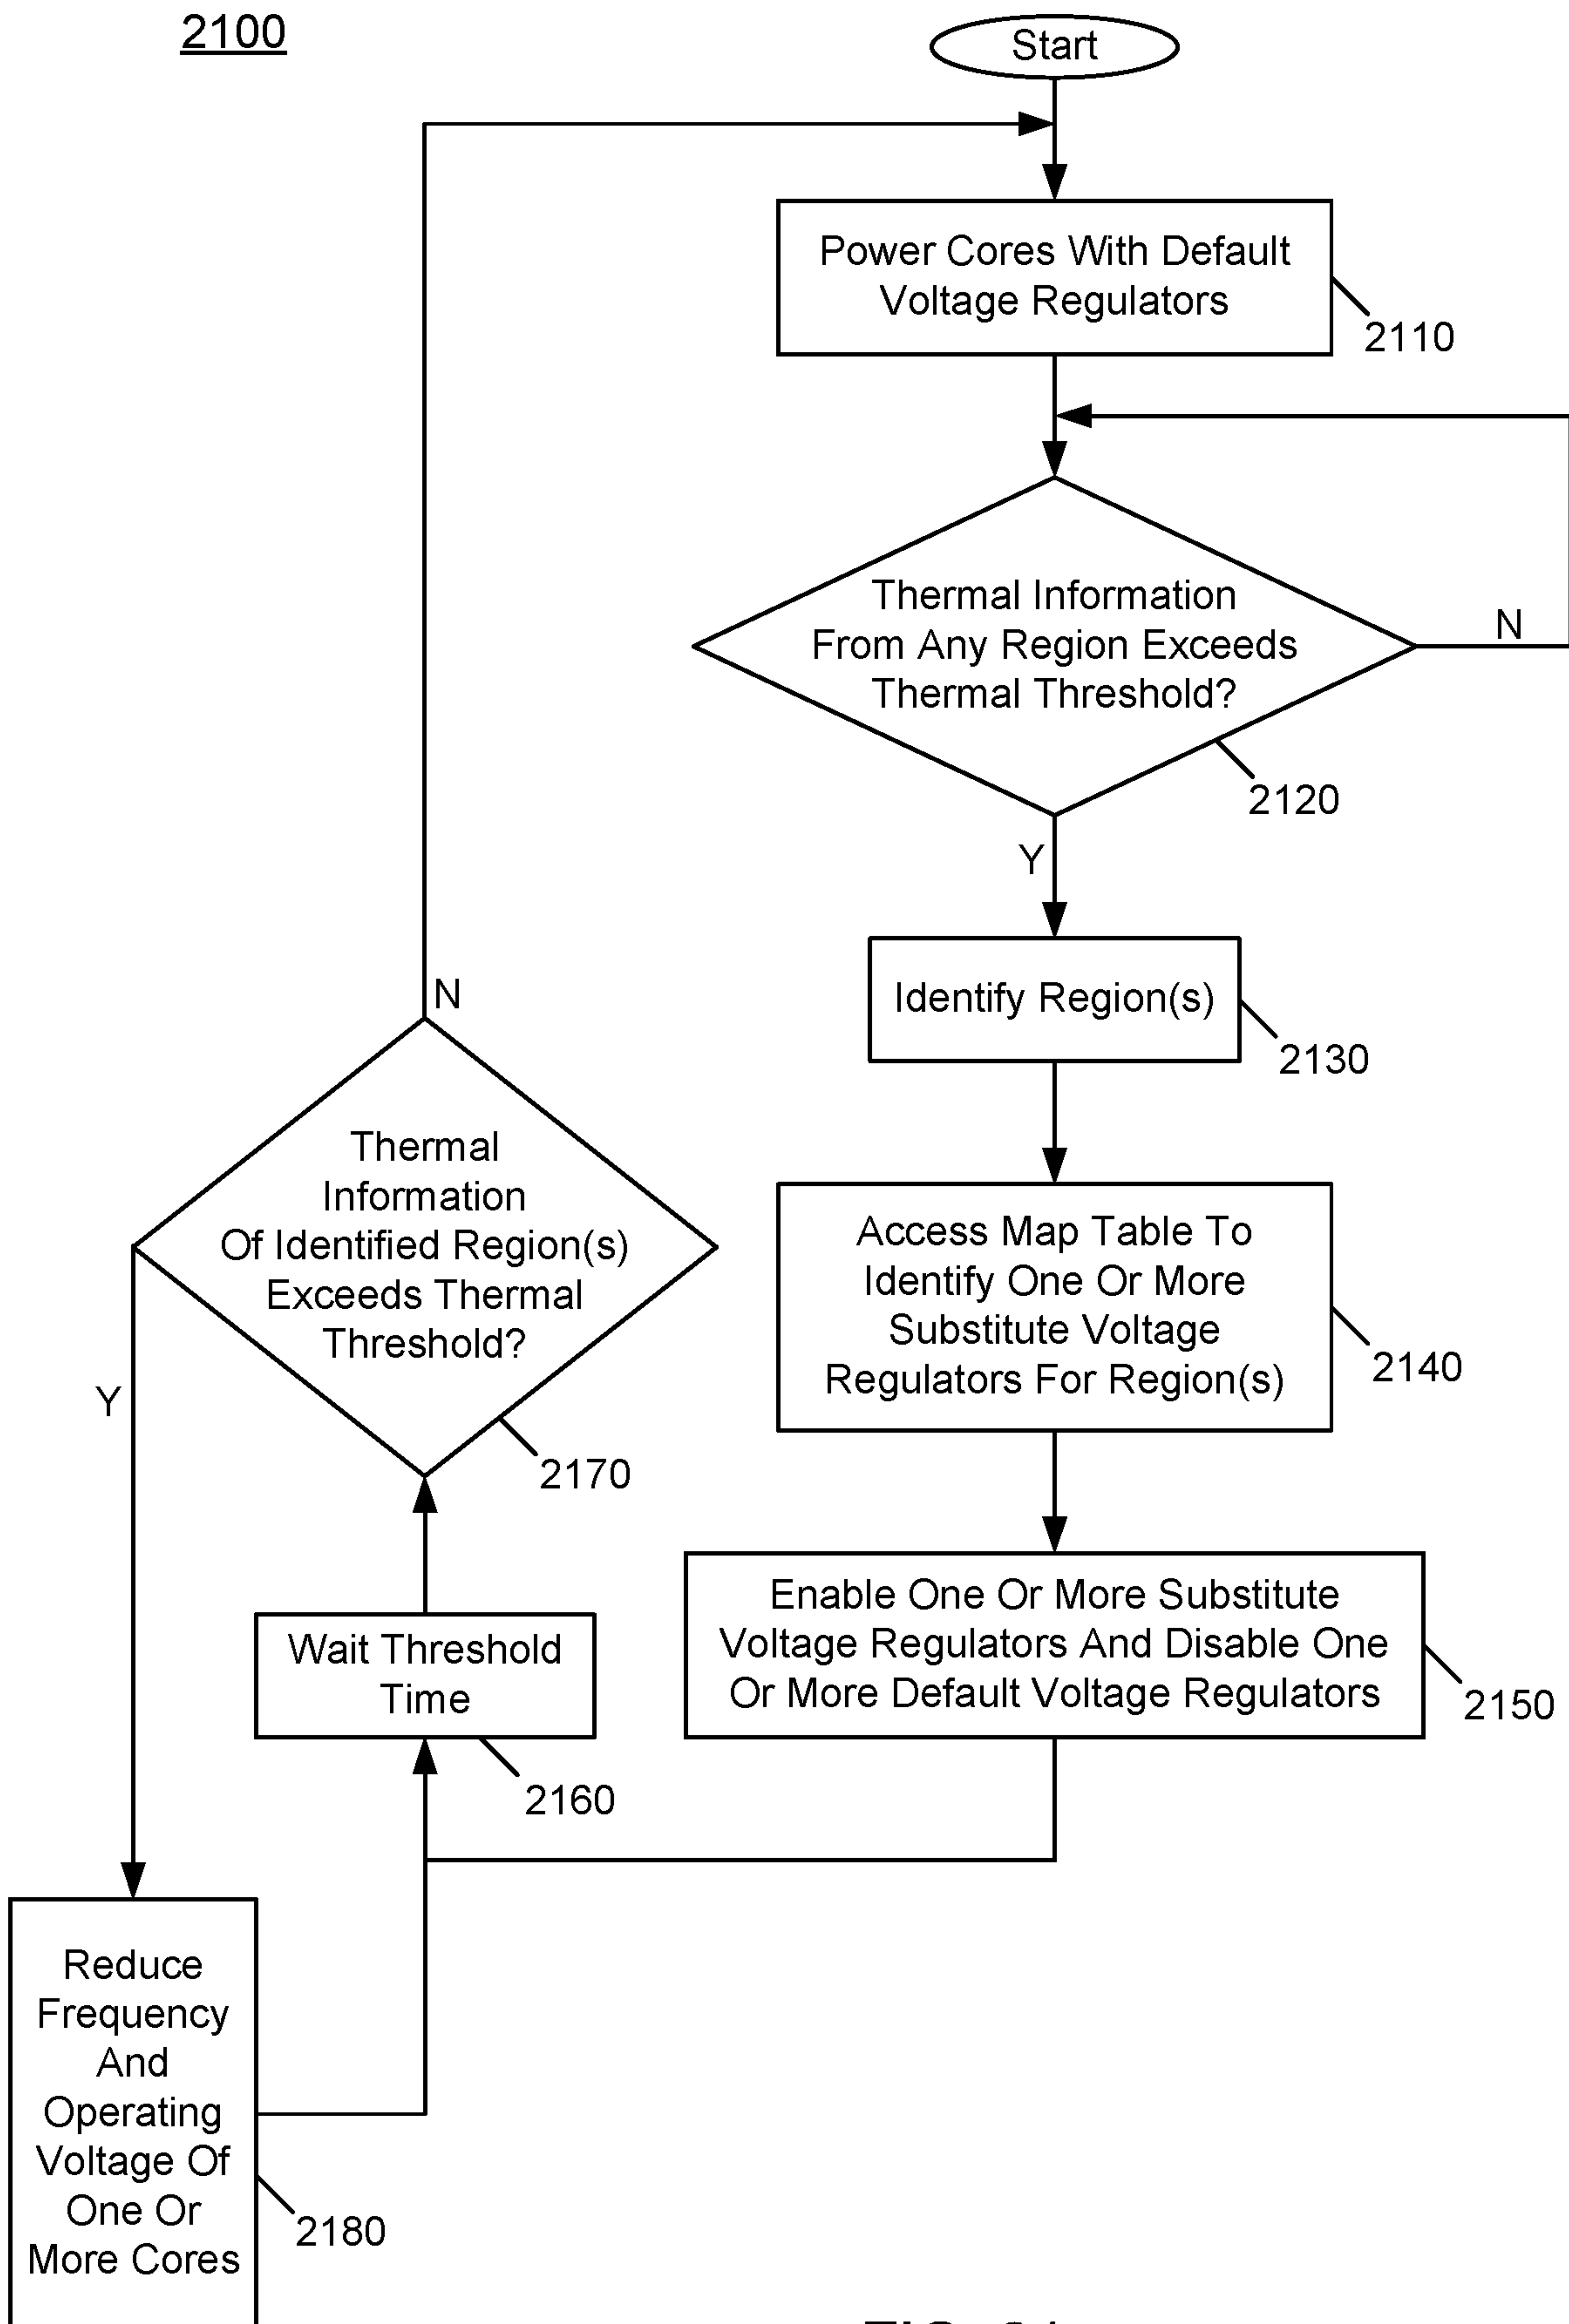 2100
Start
Power Cores With Default
Voltage Regulators
2110
Thermal Information
From Any Region Exceeds
Thermal Threshold?
N
2120
Y
Identify Region(s)
2130
Access Map Table To
Identify One Or More
Substitute Voltage
Regulators For Region(s)
2140
Enable One Or More Substitute
Voltage Regulators And Disable One
Or More Default Voltage Regulators
2150
Wait Threshold
Time
2160
N
Thermal
Information
Of Identified Region(s)
Exceeds Thermal
Threshold?
2170
Y
Reduce
Frequency
And
Operating
Voltage Of
One Or
More Cores
2180